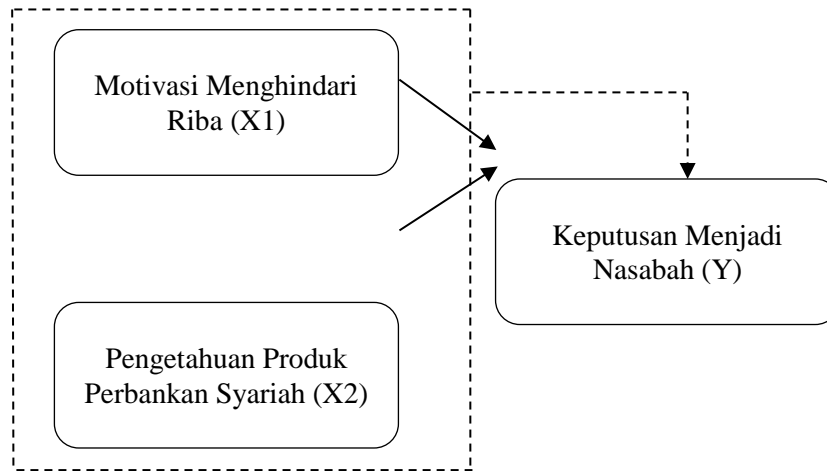 Motivasi Menghindari
Riba (X1)
Keputusan Menjadi
Nasabah (Y)
Pengetahuan Produk
Perbankan Syariah (X2)